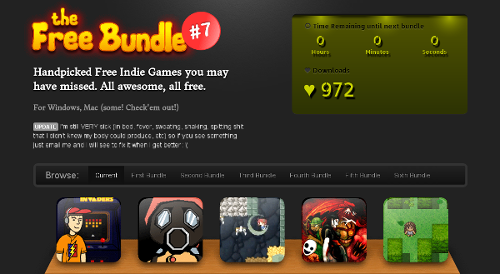 the
Free Bundle #7
Handpicked Free Indie Games you may
have missed. All awesome, all free.
For Windows, Mac (some! Check'em out!)
UPDATE I'm still VERY sick (in bed, fever, sweating, shaking, spitting shit
that I didn't know my body could produce, etc) so if you see something
just email me and I will see to fix it when I get better :(
Time Remaining until next bundle
0 0 0
Hours Minutes Seconds
Downloads
♥ 972
Browse: Current First Bundle Second Bundle Third Bundle Fourth Bundle Fifth Bundle Sixth Bundle
INVADERS